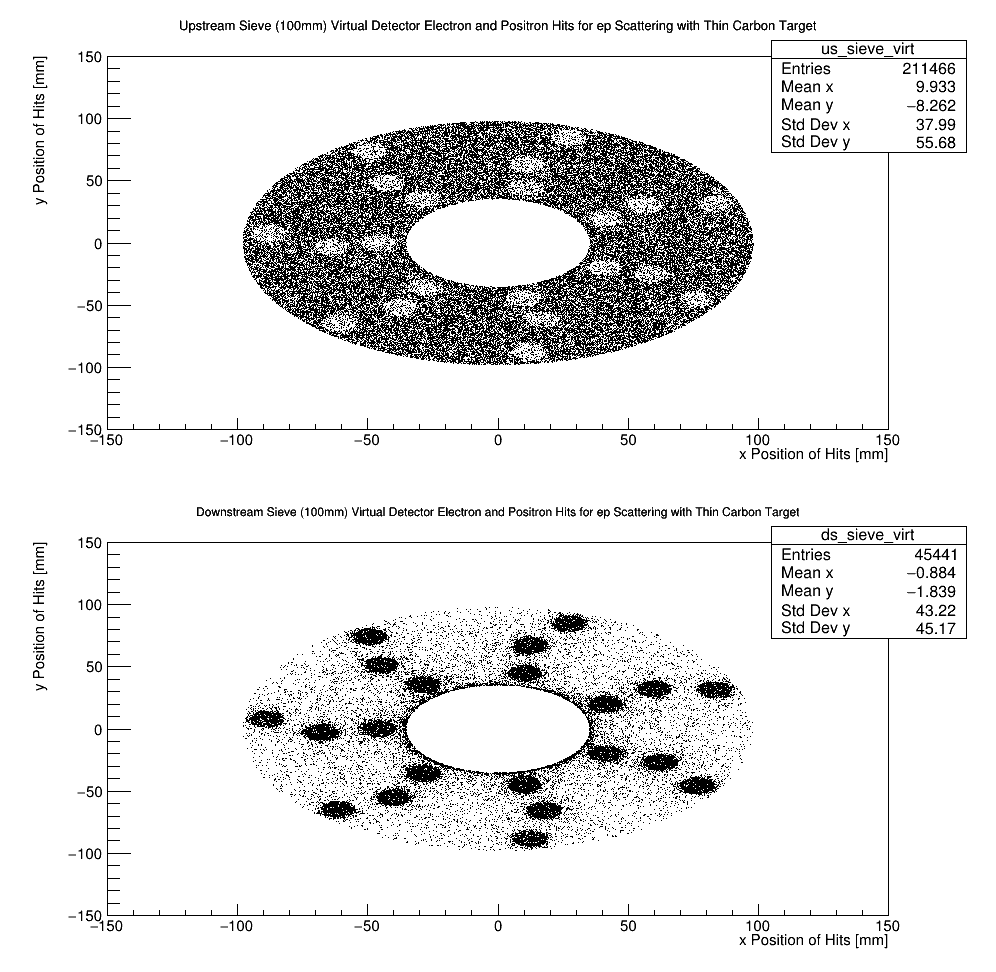 Upstream Sieve (100mm) Virtual Detector Electron and Positron Hits for ep Scattering with Thin Carbon Target
us_sieve_virt
Entries 211466
Mean x 9.933
Mean y −8.262
Std Dev x 37.99
Std Dev y 55.68
y Position of Hits [mm]
150
100
50
0
−50
−100
−150
−150 −100 −50 0 50 100 150
x Position of Hits [mm]
Downstream Sieve (100mm) Virtual Detector Electron and Positron Hits for ep Scattering with Thin Carbon Target
ds_sieve_virt
Entries 45441
Mean x −0.884
Mean y −1.839
Std Dev x 43.22
Std Dev y 45.17
y Position of Hits [mm]
150
100
50
0
−50
−100
−150
−150 −100 −50 0 50 100 150
x Position of Hits [mm]